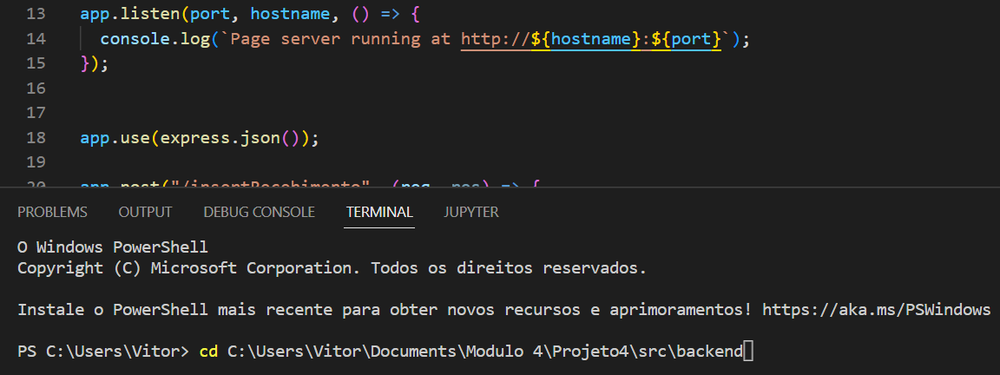 13 app.listen(port, hostname, () => {
14 console.log(`Page server running at http://${hostname}:${port}`);
15 });
16
17
18 app.use(express.json());
19
20 app.post("/insertRecebimento", (req, res) => {
PROBLEMS OUTPUT DEBUG CONSOLE TERMINAL JUPYTER
O Windows PowerShell
Copyright (C) Microsoft Corporation. Todos os direitos reservados.
Instale o PowerShell mais recente para obter novos recursos e aprimoramentos! https://aka.ms/PSWindows
PS C:\Users\Vitor> cd C:\Users\Vitor\Documents\Modulo 4\Projeto4\src\backend